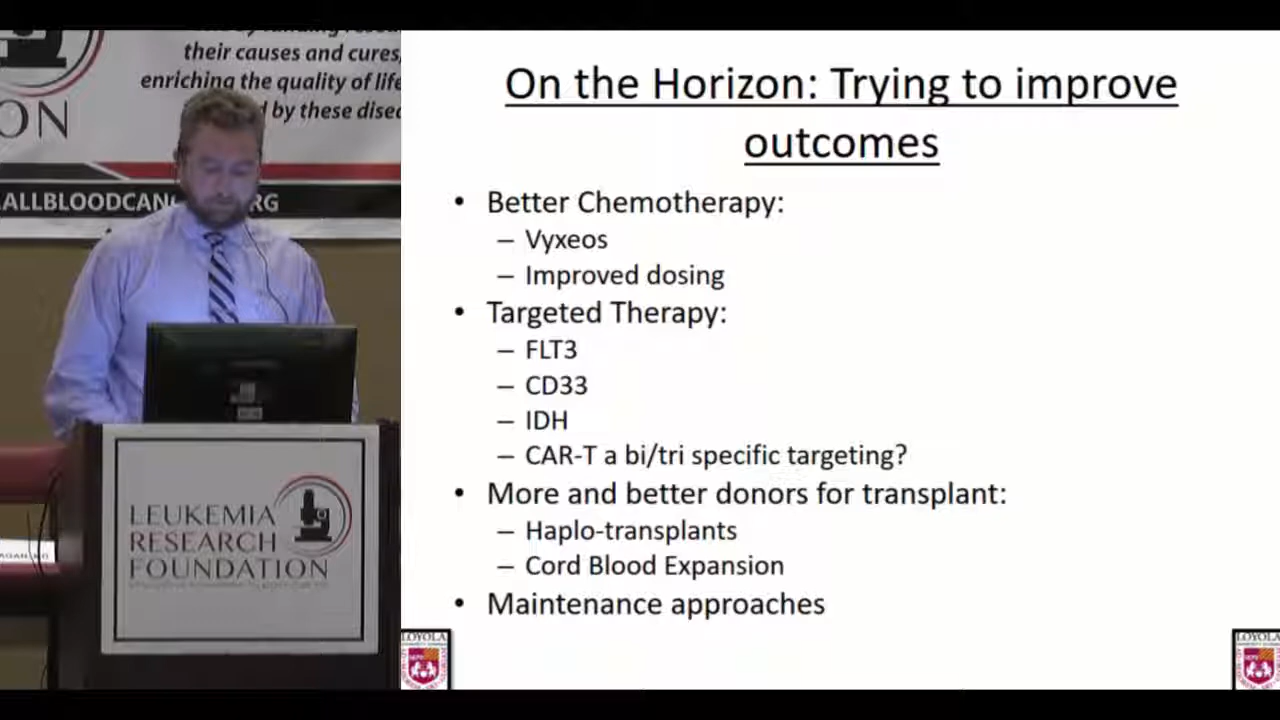 their causes and cures,
enriching the quality of life
by these disea
ON
ALLBLOODCAN
RG
LEUKEMIA
RESEARCH
FOUNDATION
On the Horizon: Trying to improve
outcomes
• Better Chemotherapy:
– Vyxeos
– Improved dosing
• Targeted Therapy:
– FLT3
– CD33
– IDH
– CAR-T a bi/tri specific targeting?
• More and better donors for transplant:
– Haplo-transplants
– Cord Blood Expansion
• Maintenance approaches
LOYOLA
LOYOLA